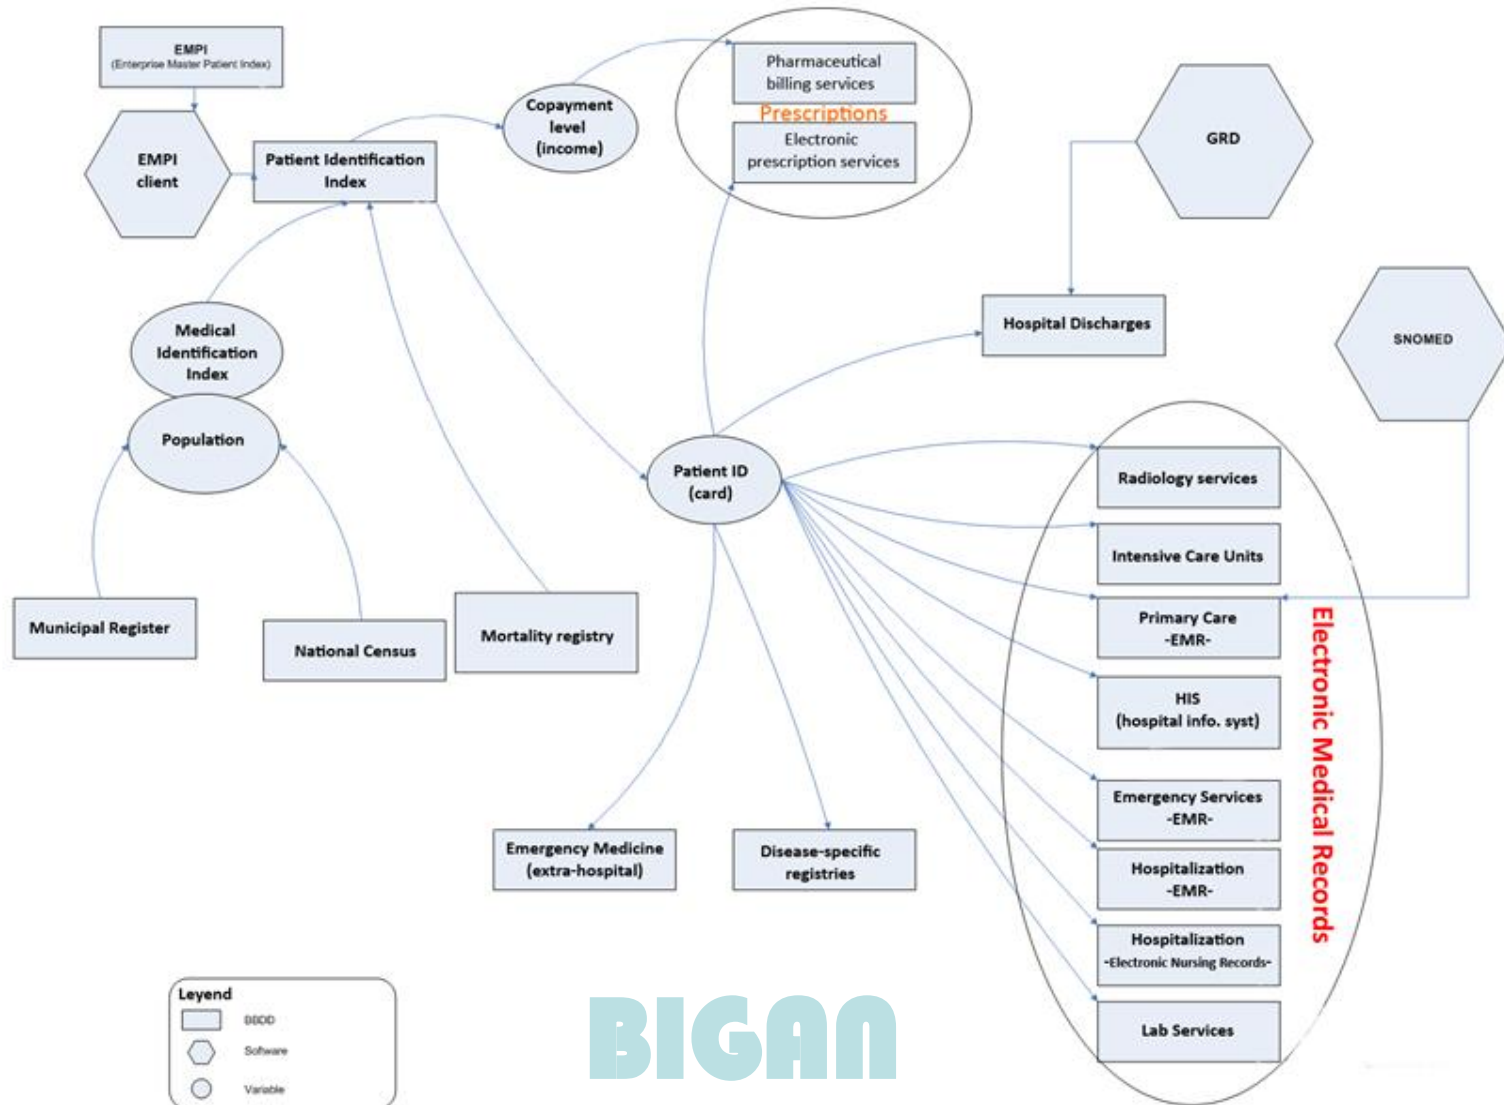 EMPI
(Enterprise Master Patient Index)
EMPI
client
Patient Identification
Index
Copayment
level
(income)
Pharmaceutical
billing services
Prescriptions
Electronic
prescription services
GRD
Medical
Identification
Index
Population
Hospital Discharges
SNOMED
Patient ID
(card)
Municipal Register
National Census
Mortality registry
Radiology services
Intensive Care Units
Primary Care
-EMR-
HIS
(hospital info. syst)
Emergency Services
-EMR-
Hospitalization
-EMR-
Hospitalization
-Electronic Nursing Records-
Lab Services
Electronic Medical Records
Emergency Medicine
(extra-hospital)
Disease-specific
registries
Leyend
BBDD
Software
Variable
BIGAN